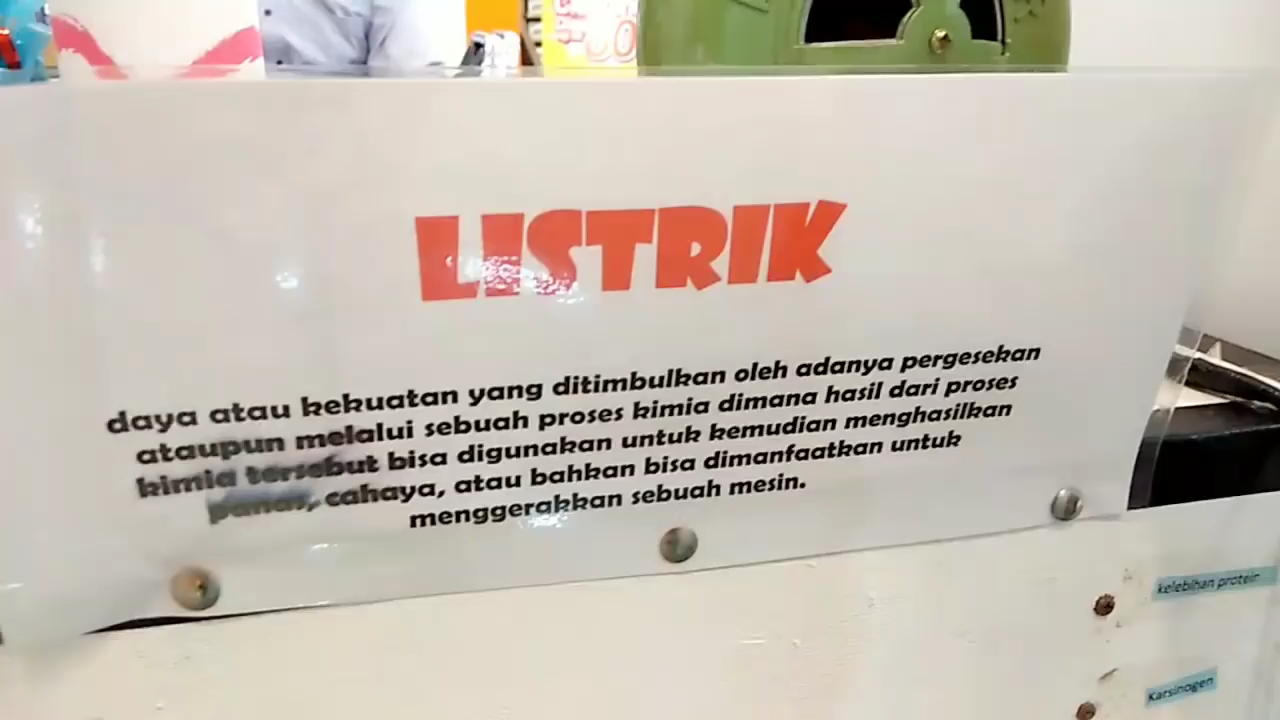 LISTRIK
daya atau kekuatan yang ditimbulkan oleh adanya pergesekan
ataupun melalui sebuah proses kimia dimana hasil dari proses
kimia tersebut bisa digunakan untuk kemudian menghasilkan
panas, cahaya, atau bahkan bisa dimanfaatkan untuk
menggerakkan sebuah mesin.
kelebihan protein
Karsinogen